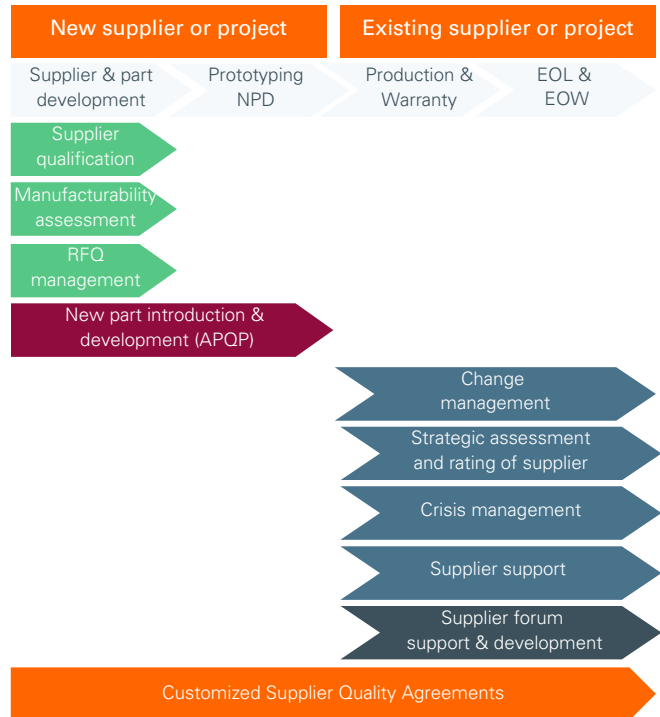 New supplier or project
Existing supplier or project
Supplier & part
development
Prototyping
NPD
Production &
Warranty
EOL &
EOW
Supplier
qualification
Manufacturability
assessment
RFQ
management
New part introduction &
development (APQP)
Change
management
Strategic assessment
and rating of supplier
Crisis management
Supplier support
Supplier forum
support & development
Customized Supplier Quality Agreements